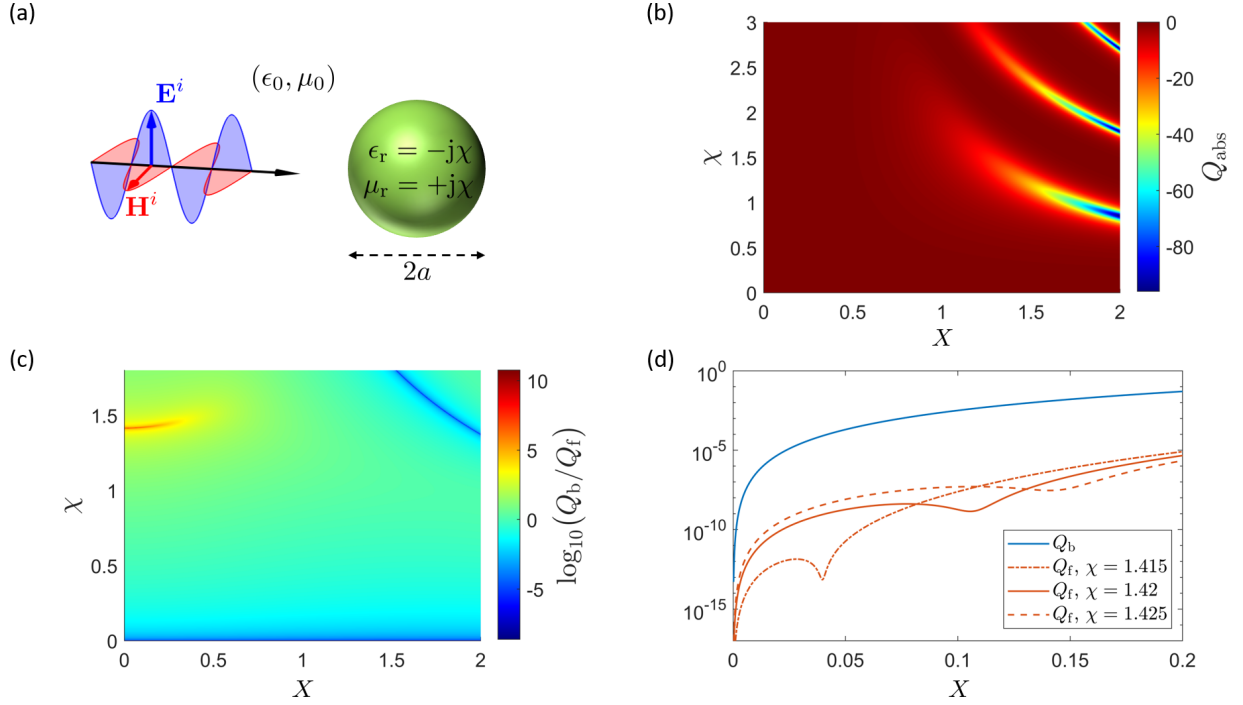 (a)
E^i
H^i
(ϵ_0, μ_0)
ϵ_r = −jχ
μ_r = +jχ
2a
(b)
3
2.5
2
1.5
1
0.5
0
χ
0 0.5 1 1.5 2
X
0
-20
-40
-60
-80
Q_abs
(c)
1.5
1
0.5
0
χ
0 0.5 1 1.5 2
X
10
5
0
-5
log_10(Q_b/Q_f)
(d)
10^0
10^-5
10^-10
10^-15
0 0.05 0.1 0.15 0.2
X
Q_b
Q_f, χ = 1.415
Q_f, χ = 1.42
Q_f, χ = 1.425